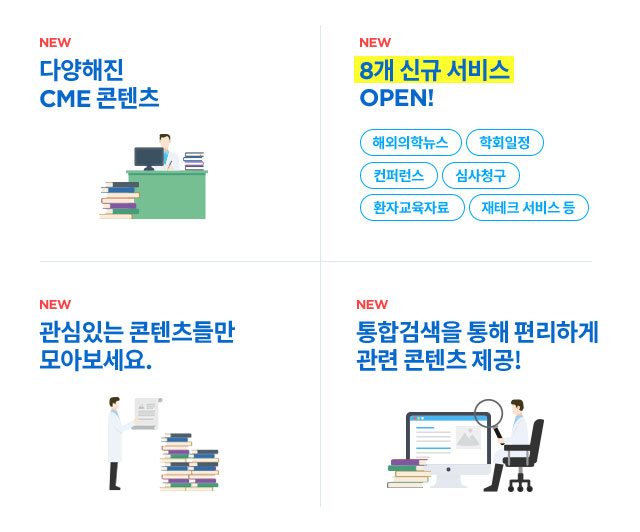 NEW
다양해진
CME 콘텐츠
NEW
8개 신규 서비스
OPEN!
해외의학뉴스 학회일정
컨퍼런스 심사청구
환자교육자료 재테크 서비스 등
NEW
관심있는 콘텐츠들만
모아보세요.
NEW
통합검색을 통해 편리하게
관련 콘텐츠 제공!